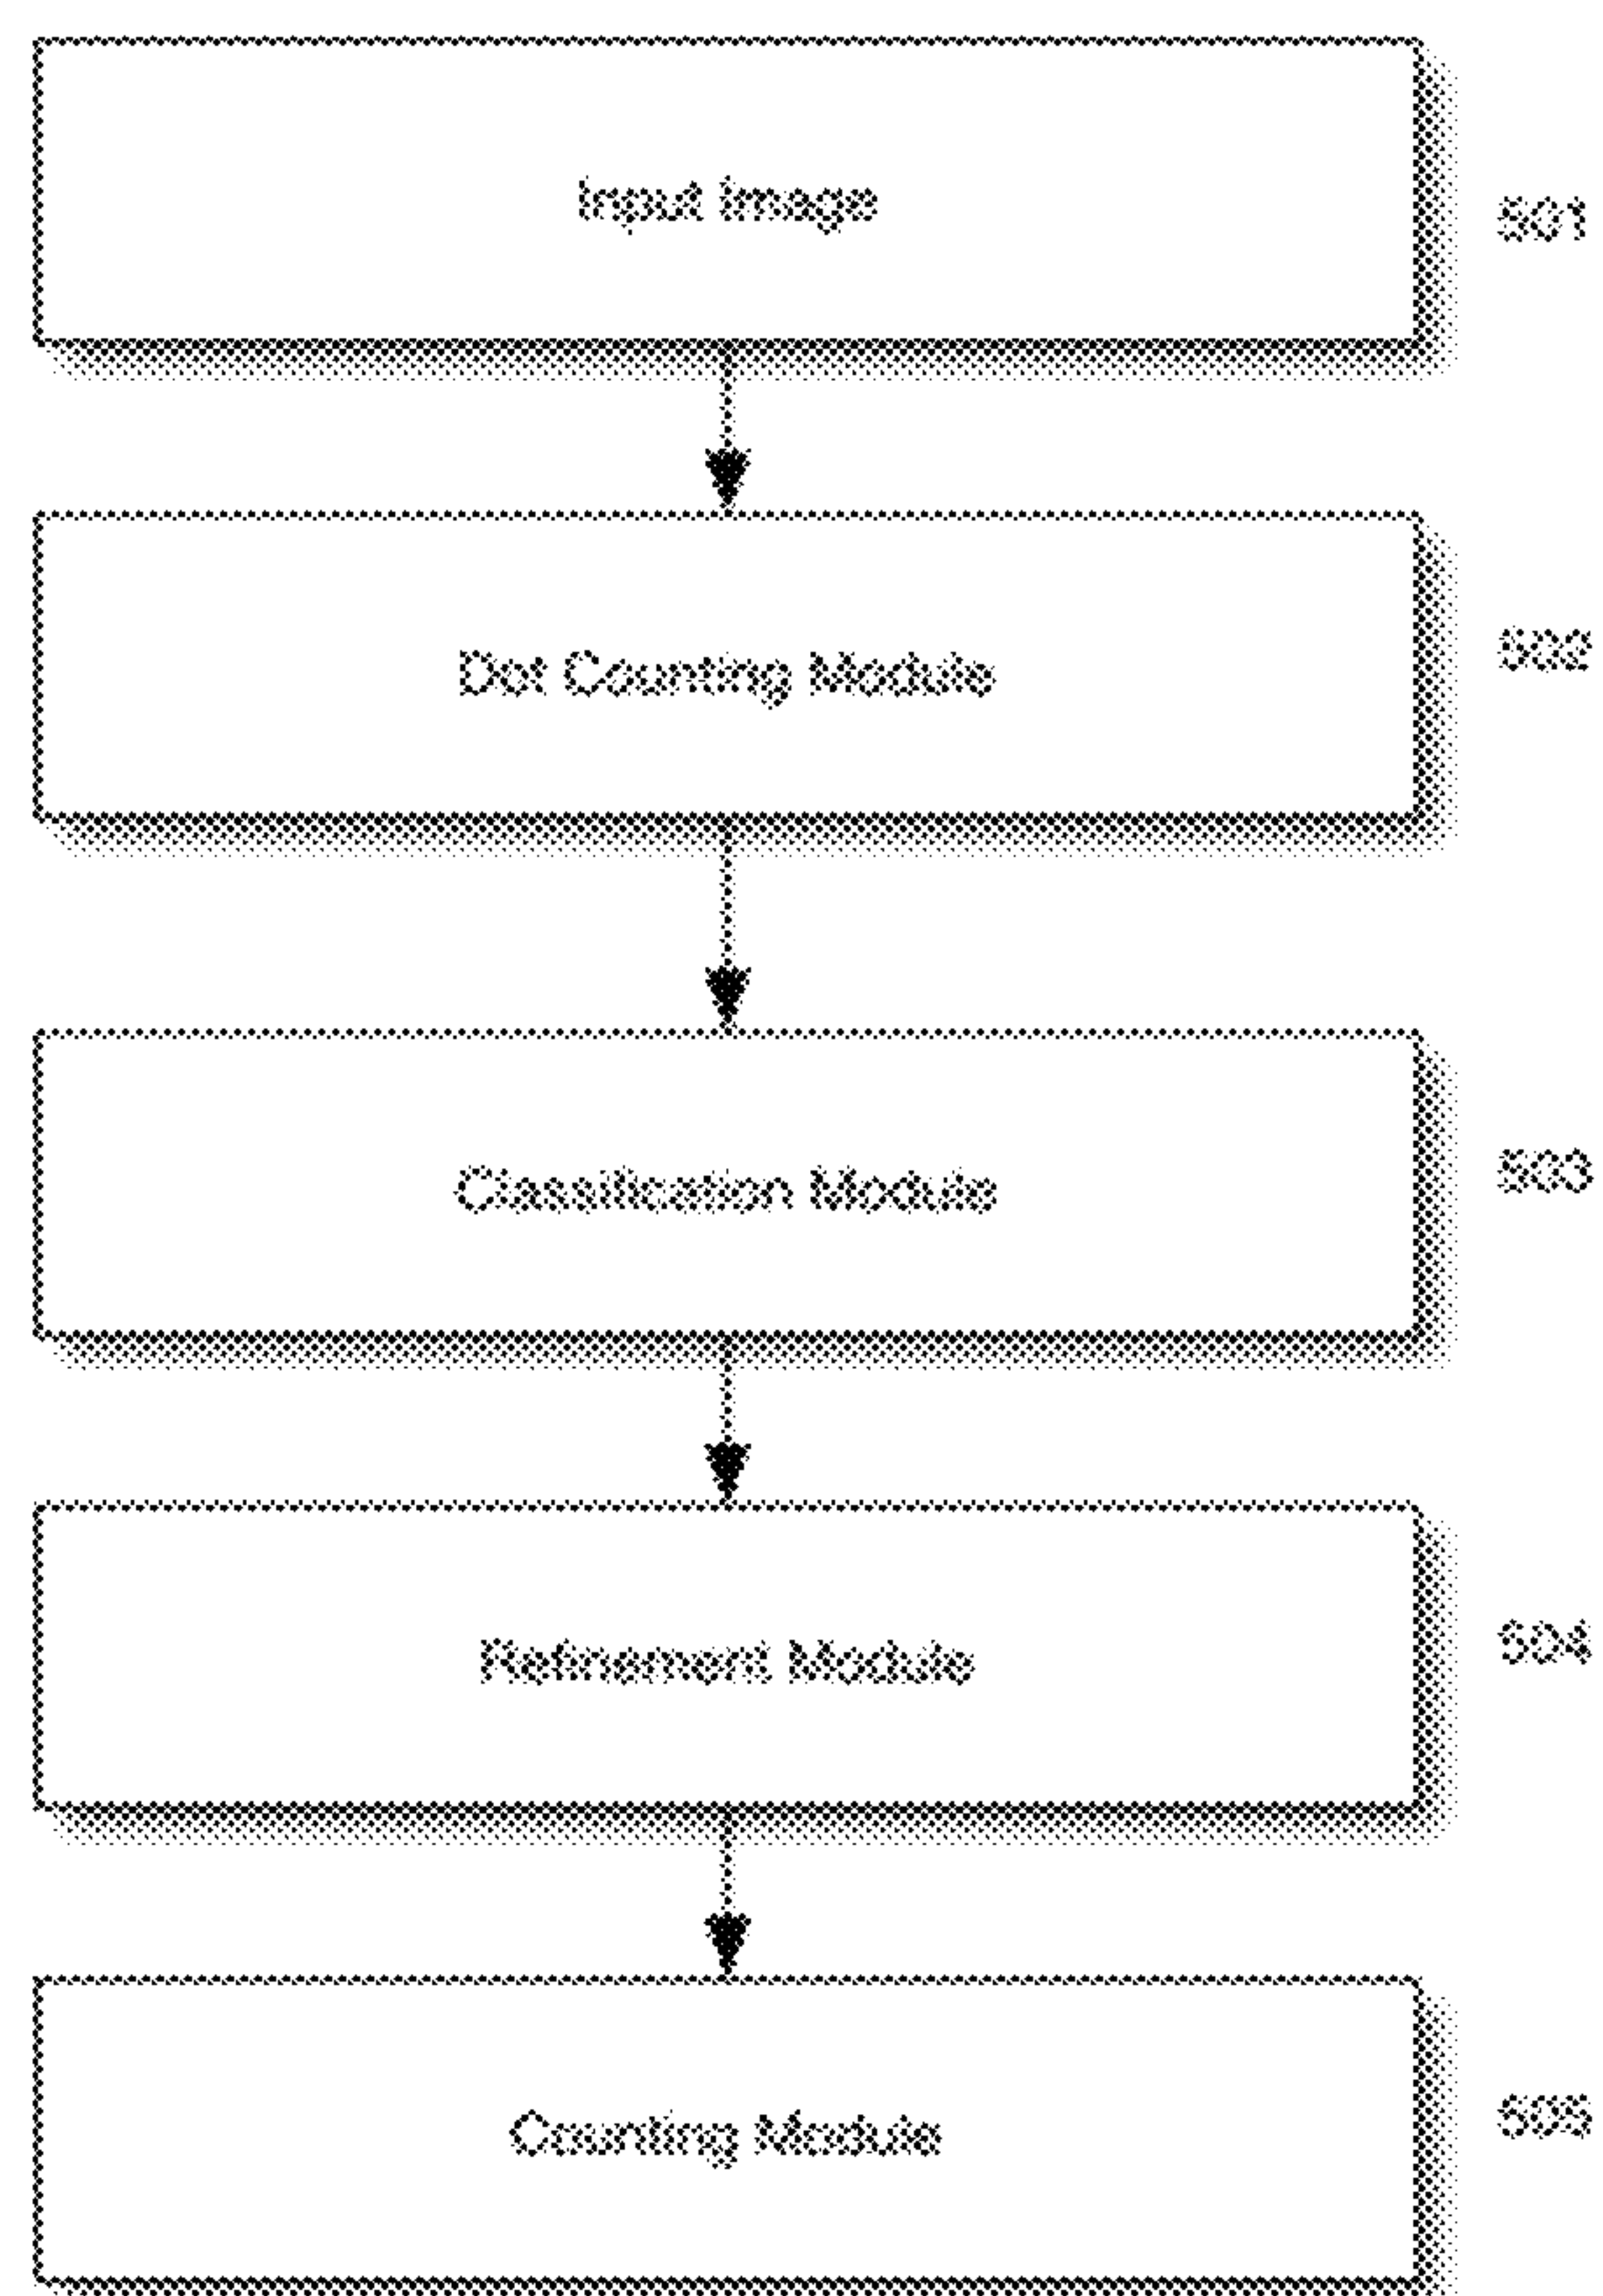 Input Image
501
Dot Counting Module
502
Classification Module
503
Refinement Module
504
Counting Module
505